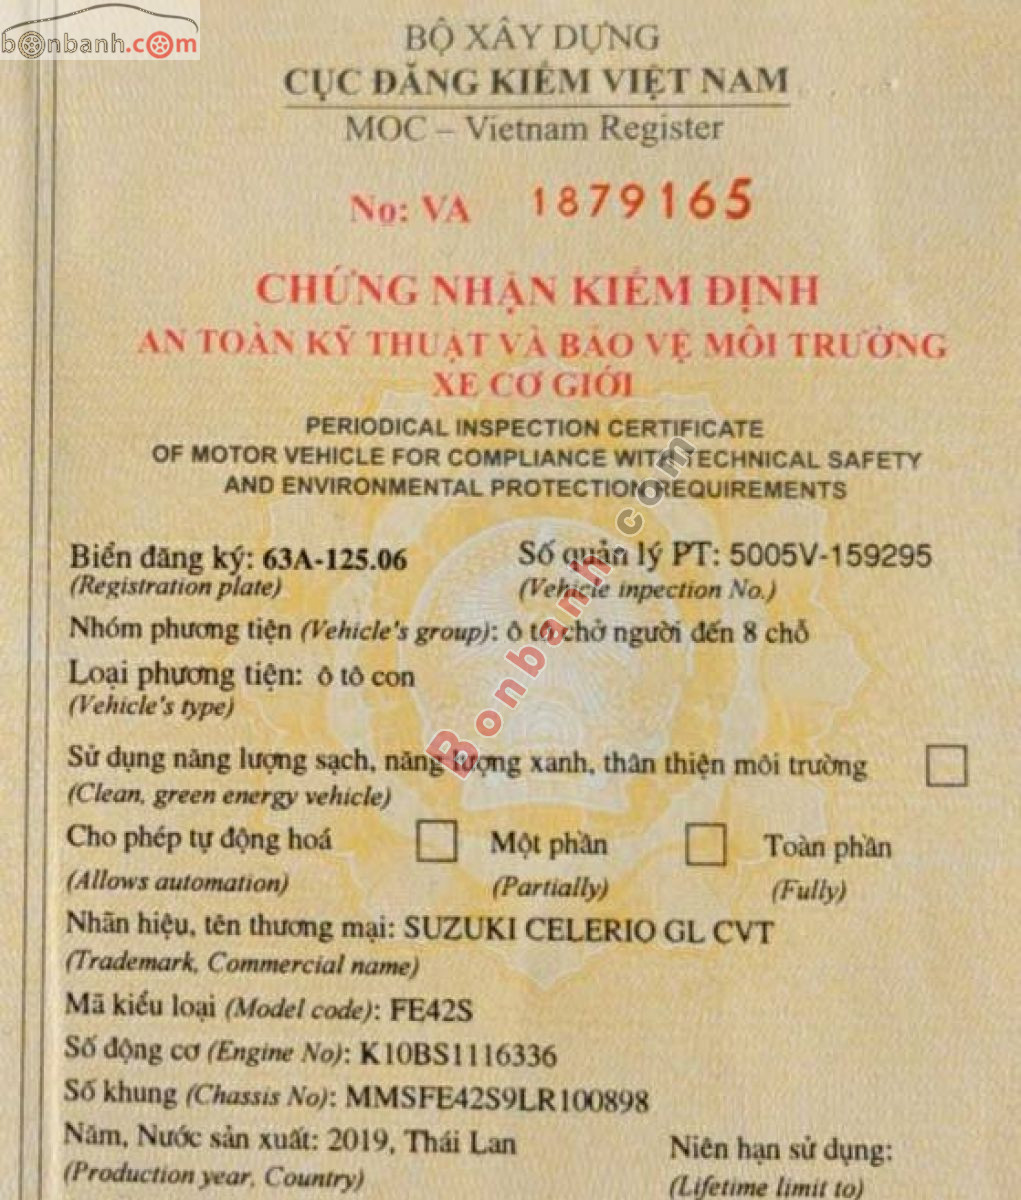 bonbanh.com
BỘ XÂY DỰNG
CỤC ĐĂNG KIỂM VIỆT NAM
MOC – Vietnam Register
No: VA 1879165
CHỨNG NHẬN KIỂM ĐỊNH
AN TOÀN KỸ THUẬT VÀ BẢO VỆ MÔI TRƯỜNG
XE CƠ GIỚI
PERIODICAL INSPECTION CERTIFICATE
OF MOTOR VEHICLE FOR COMPLIANCE WITH TECHNICAL SAFETY
AND ENVIRONMENTAL PROTECTION REQUIREMENTS
Biển đăng ký: 63A-125.06 Số quản lý PT: 5005V-159295
(Registration plate) (Vehicle inpection No.)
Nhóm phương tiện (Vehicle's group): ô tô chở người đến 8 chỗ
Loại phương tiện: ô tô con
(Vehicle's type)
Sử dụng năng lượng sạch, năng lượng xanh, thân thiện môi trường
(Clean, green energy vehicle)
Cho phép tự động hoá Một phần Toàn phần
(Allows automation) (Partially) (Fully)
Nhãn hiệu, tên thương mại: SUZUKI CELERIO GL CVT
(Trademark, Commercial name)
Mã kiểu loại (Model code): FE42S
Số động cơ (Engine No): K10BS1116336
Số khung (Chassis No): MMSFE42S9LR100898
Năm, Nước sản xuất: 2019, Thái Lan Niên hạn sử dụng:
(Production year, Country) (Lifetime limit to)
Bonbanh.com